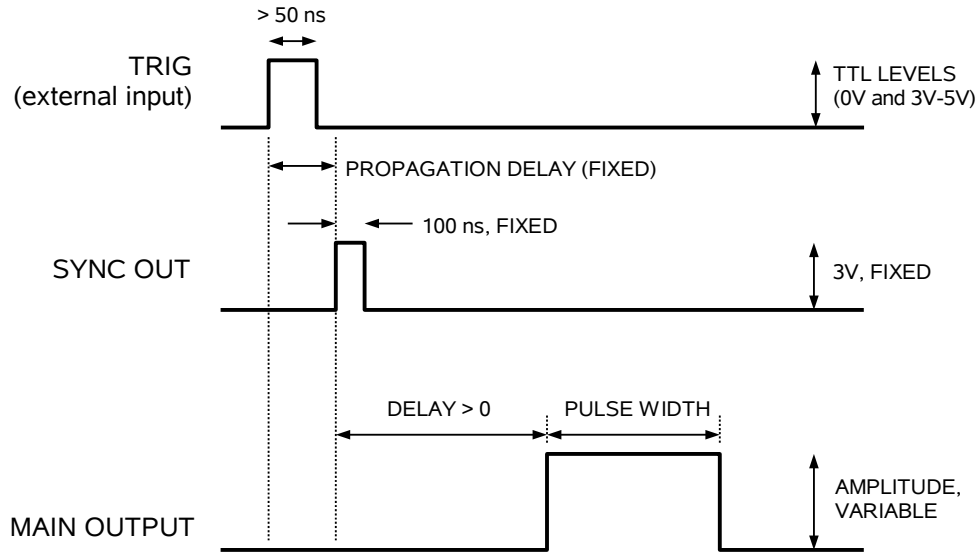 > 50 ns
TRIG
(external input)
TTL LEVELS
(0V and 3V-5V)
PROPAGATION DELAY (FIXED)
100 ns, FIXED
SYNC OUT
3V, FIXED
DELAY > 0
PULSE WIDTH
AMPLITUDE,
VARIABLE
MAIN OUTPUT